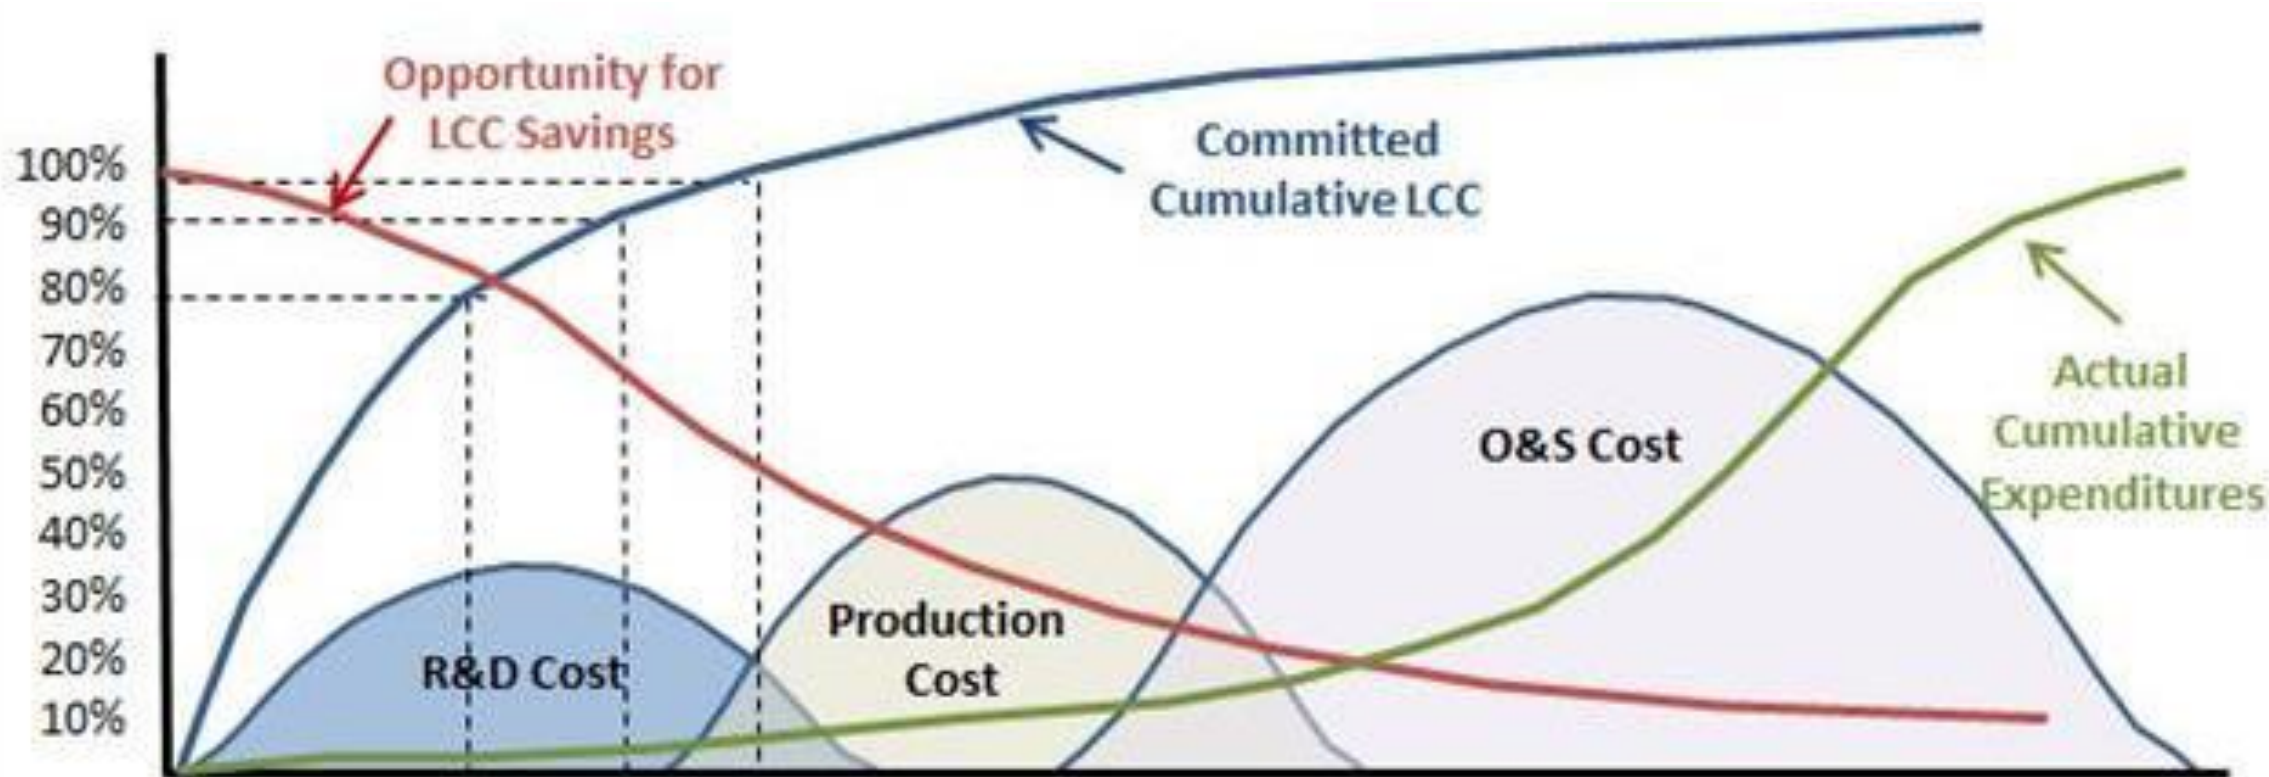 Opportunity for
LCC Savings
Committed
Cumulative LCC
100%
90%
80%
70%
60%
50%
40%
30%
20%
10%
R&D Cost
Production
Cost
O&S Cost
Actual
Cumulative
Expenditures